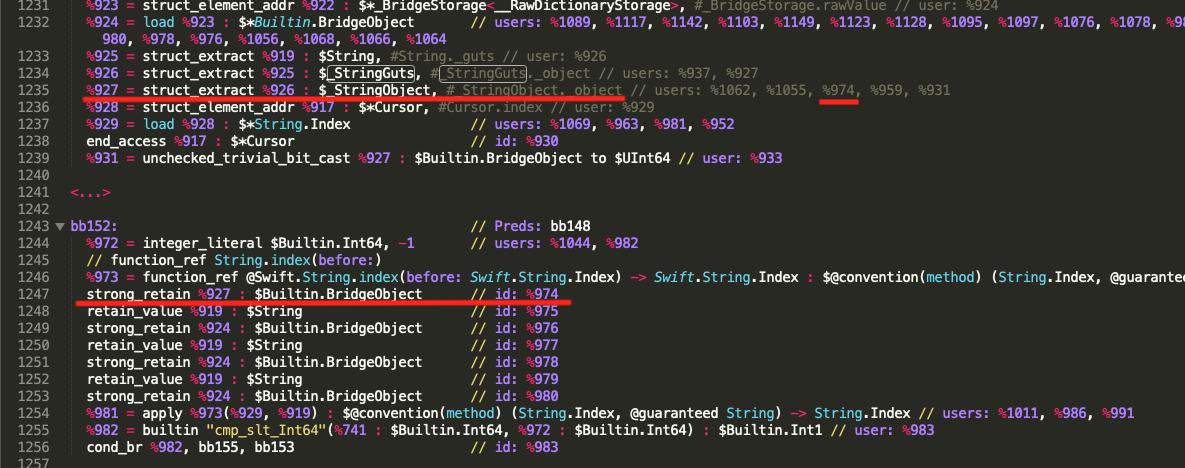 1231 %923 = struct_element_addr %922 : $*_BridgeStorage<__RawDictionaryStorage>, #_BridgeStorage.rawValue // user: %924
1232 %924 = load %923 : $*Builtin.BridgeObject // users: %1089, %1117, %1142, %1103, %1149, %1123, %1128, %1095, %1097, %1076, %1078,
980, %978, %976, %1056, %1068, %1066, %1064
1233 %925 = struct_extract %919 : $String, #String._guts // user: %926
1234 %926 = struct_extract %925 : $_StringGuts, #_StringGuts._object // users: %937, %927
1235 %927 = struct_extract %926 : $_StringObject, #_StringObject._object // users: %1062, %1055, %974, %959, %931
1236 %928 = struct_element_addr %917 : $*Cursor, #Cursor.index // user: %929
1237 %929 = load %928 : $*String.Index // users: %1069, %963, %981, %952
1238 end_access %917 : $*Cursor // id: %930
1239 %931 = unchecked_trivial_bit_cast %927 : $Builtin.BridgeObject to $UInt64 // user: %933
1240
1241 <...>
1242
1243 bb152: // Preds: bb148
1244 %972 = integer_literal $Builtin.Int64, -1 // users: %1044, %982
1245 // function_ref String.index(before:)
1246 %973 = function_ref @Swift.String.index(before: Swift.String.Index) -> Swift.String.Index : $@convention(method) (String.Index, @guarantee
1247 strong_retain %927 : $Builtin.BridgeObject // id: %974
1248 retain_value %919 : $String // id: %975
1249 strong_retain %924 : $Builtin.BridgeObject // id: %976
1250 retain_value %919 : $String // id: %977
1251 strong_retain %924 : $Builtin.BridgeObject // id: %978
1252 retain_value %919 : $String // id: %979
1253 strong_retain %924 : $Builtin.BridgeObject // id: %980
1254 %981 = apply %973(%929, %919) : $@convention(method) (String.Index, @guaranteed String) -> String.Index // users: %1011, %986, %991
1255 %982 = builtin "cmp_slt_Int64"(%741 : $Builtin.Int64, %972 : $Builtin.Int64) : $Builtin.Int1 // user: %983
1256 cond_br %982, bb155, bb153 // id: %983
1257